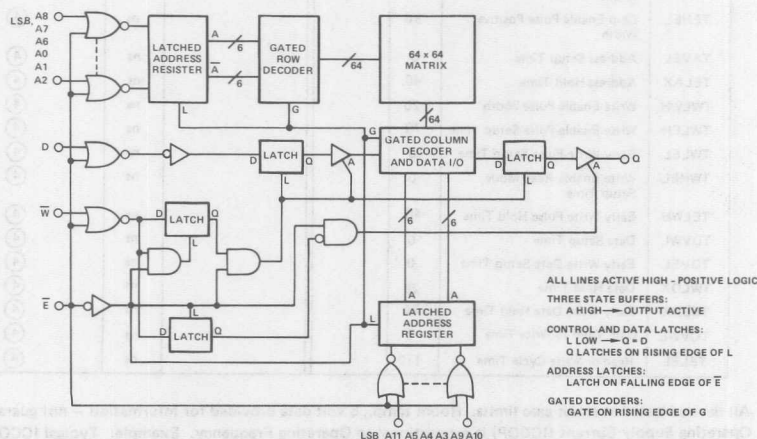 LSB A8
A7
A6
A0
A1
A2
LATCHED
ADDRESS
RESISTER
A
6
A
6
L
GATED
ROW
DECODER
G
64
64 x 64
MATRIX
64
D
D LATCH Q
L
A
G
GATED COLUMN
DECODER
AND DATA I/O
D LATCH Q
L
A
Q
W
D LATCH Q
L
6
6
A
A
E
L
D LATCH Q
L
LATCHED
ADDRESS
REGISTER
LSB A11 A5 A4 A3 A9 A10
ALL LINES ACTIVE HIGH - POSITIVE LOGIC
THREE STATE BUFFERS:
A HIGH → OUTPUT ACTIVE
CONTROL AND DATA LATCHES:
L LOW → Q = D
Q LATCHES ON RISING EDGE OF L
ADDRESS LATCHES:
LATCH ON FALLING EDGE OF E
GATED DECODERS:
GATE ON RISING EDGE OF G